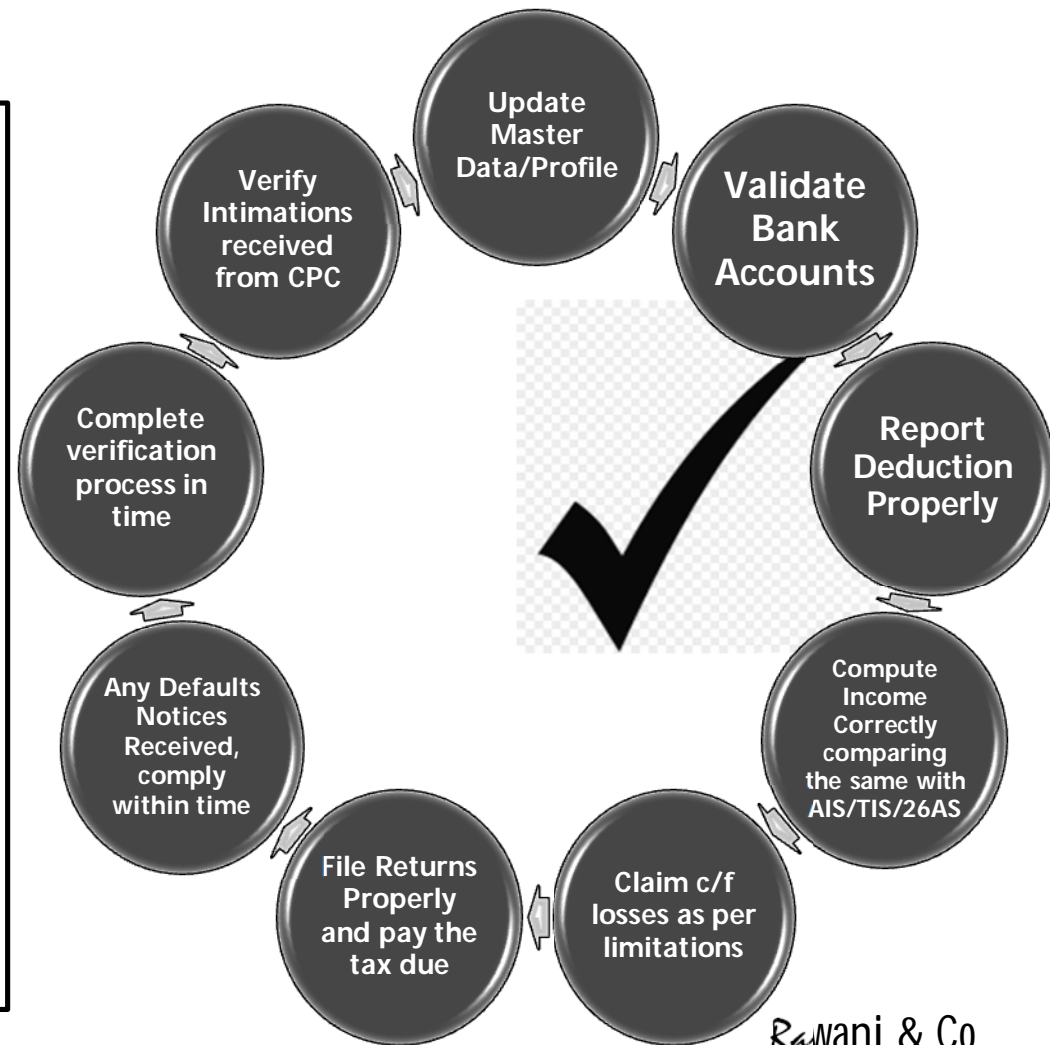 Update
Master
Data/Profile
Validate
Bank
Accounts
Report
Deduction
Properly
Compute
Income
Correctly
comparing
the same with
AIS/TIS/26AS
Claim c/f
losses as per
limitations
File Returns
Properly
and pay the
tax due
Any Defaults
Notices
Received,
comply
within time
Complete
verification
process in
time
Verify
Intimations
received
from CPC
Rawani & Co